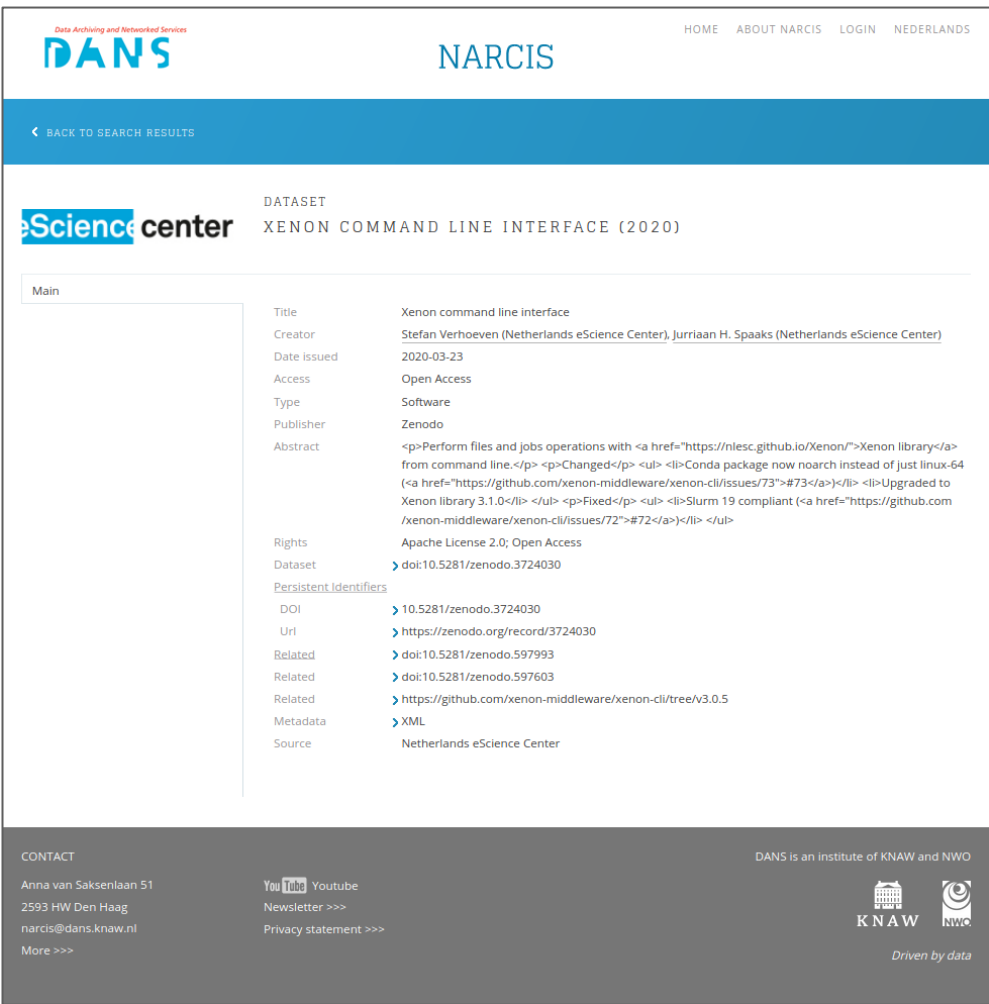 Data Archiving and Networked Services
DANS
NARCIS
HOME ABOUT NARCIS LOGIN NEDERLANDS
BACK TO SEARCH RESULTS
eScience center
DATASET
XENON COMMAND LINE INTERFACE (2020)
Main
Title Xenon command line interface
Creator Stefan Verhoeven (Netherlands eScience Center), Jurriaan H. Spaaks (Netherlands eScience Center)
Date issued 2020-03-23
Access Open Access
Type Software
Publisher Zenodo
Abstract <p>Perform files and jobs operations with <a href="https://nlesc.github.io/Xenon/">Xenon library</a>
from command line.</p> <p>Changed</p> <ul> <li>Conda package now noarch instead of just linux-64
(<a href="https://github.com/xenon-middleware/xenon-cli/issues/73">#73</a>)</li> <li>Upgraded to
Xenon library 3.1.0</li> </ul> <p>Fixed</p> <ul> <li>Slurm 19 compliant (<a href="https://github.com
/xenon-middleware/xenon-cli/issues/72">#72</a>)</li> </ul>
Rights Apache License 2.0; Open Access
Dataset doi:10.5281/zenodo.3724030
Persistent Identifiers
DOI 10.5281/zenodo.3724030
Url https://zenodo.org/record/3724030
Related doi:10.5281/zenodo.597993
Related doi:10.5281/zenodo.597603
Related https://github.com/xenon-middleware/xenon-cli/tree/v3.0.5
Metadata XML
Source Netherlands eScience Center
CONTACT
Anna van Saksenlaan 51
2593 HW Den Haag
narcis@dans.knaw.nl
More >>>
You Tube Youtube
Newsletter >>>
Privacy statement >>>
DANS is an institute of KNAW and NWO
KNAW NWO
Driven by data